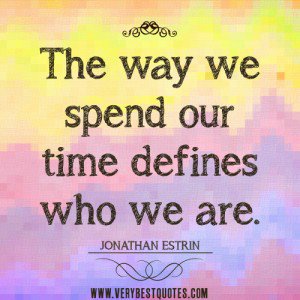 The way we
spend our
time defines
who we are.
JONATHAN ESTRIN
WWW.VERYBESTQUOTES.COM